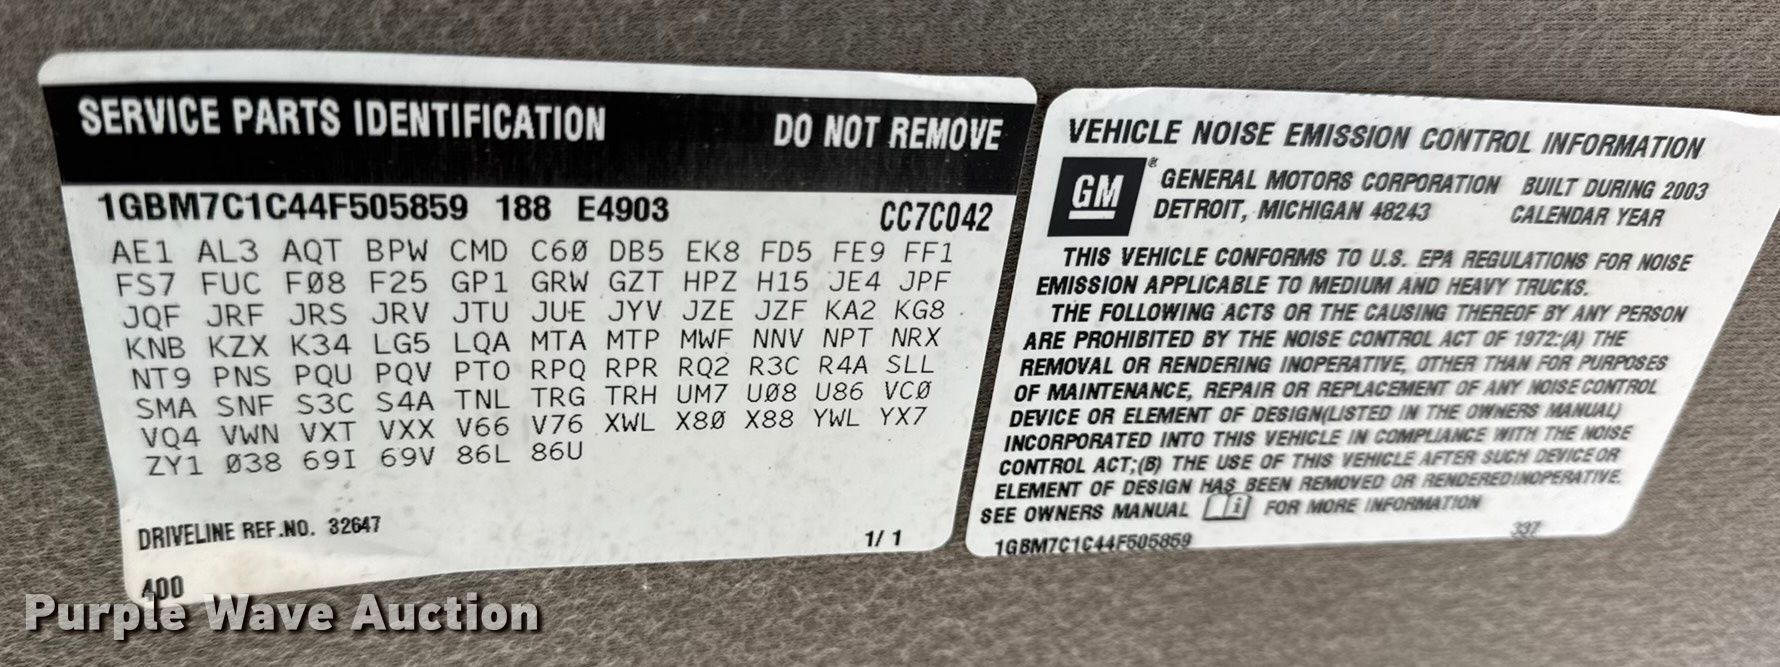 SERVICE PARTS IDENTIFICATION DO NOT REMOVE
1GBM7C1C44F505859 188 E4903 CC7C042
AE1 AL3 AQT BPW CMD C60 DB5 EK8 FD5 FE9 FF1
FS7 FUC F08 F25 GP1 GRW GZT HPZ H15 JE4 JPF
JQF JRF JRS JRV JTU JUE JYV JZE JZF KA2 KG8
KNB KZX K34 LG5 LQA MTA MTP MWF NNV NPT NRX
NT9 PNS PQU PQV PTO RPQ RPR RQ2 R3C R4A SLL
SMA SNF S3C S4A TNL TRG TRH UM7 U08 U86 VC0
VQ4 VWN VXT VXX V66 V76 XWL X80 X88 YWL YX7
ZY1 038 69I 69V 86L 86U
DRIVELINE REF.NO. 32647
1/ 1
400
VEHICLE NOISE EMISSION CONTROL INFORMATION
GM®
GENERAL MOTORS CORPORATION BUILT DURING 2003
DETROIT, MICHIGAN 48243 CALENDAR YEAR
THIS VEHICLE CONFORMS TO U.S. EPA REGULATIONS FOR NOISE
EMISSION APPLICABLE TO MEDIUM AND HEAVY TRUCKS.
THE FOLLOWING ACTS OR THE CAUSING THEREOF BY ANY PERSON
ARE PROHIBITED BY THE NOISE CONTROL ACT OF 1972:(A) THE
REMOVAL OR RENDERING INOPERATIVE, OTHER THAN FOR PURPOSES
OF MAINTENANCE, REPAIR OR REPLACEMENT OF ANY NOISE CONTROL
DEVICE OR ELEMENT OF DESIGN(LISTED IN THE OWNERS MANUAL)
INCORPORATED INTO THIS VEHICLE IN COMPLIANCE WITH THE NOISE
CONTROL ACT;(B) THE USE OF THIS VEHICLE AFTER SUCH DEVICE OR
ELEMENT OF DESIGN HAS BEEN REMOVED OR RENDERED INOPERATIVE.
SEE OWNERS MANUAL i FOR MORE INFORMATION
1GBM7C1C44F505859 337
Purple Wave Auction